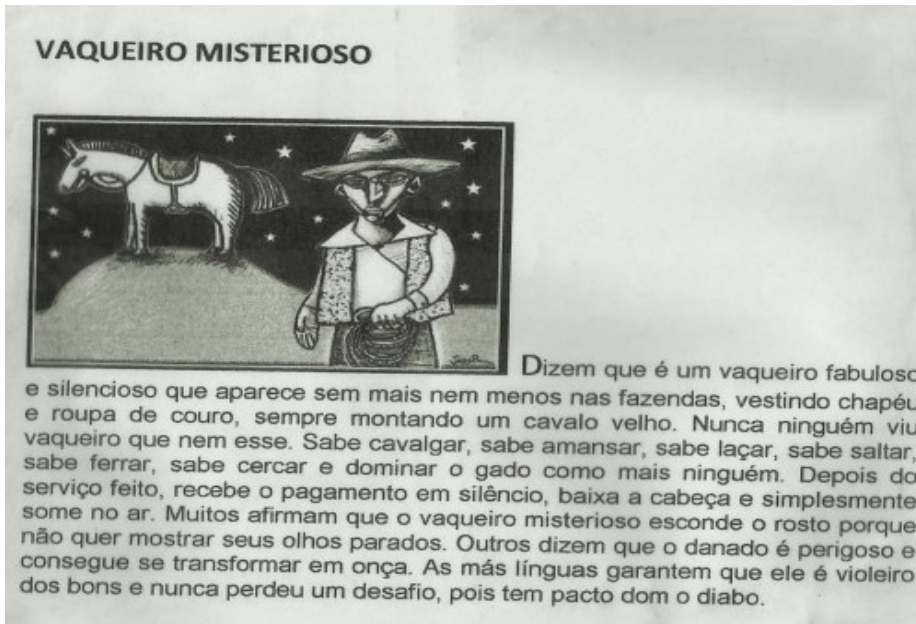 VAQUEIRO MISTERIOSO
Dizem que é um vaqueiro fabuloso
e silencioso que aparece sem mais nem menos nas fazendas, vestindo chapéu
e roupa de couro, sempre montando um cavalo velho. Nunca ninguém viu
vaqueiro que nem esse. Sabe cavalgar, sabe amansar, sabe laçar, sabe saltar,
sabe ferrar, sabe cercar e dominar o gado como mais ninguém. Depois do
serviço feito, recebe o pagamento em silêncio, baixa a cabeça e simplesmente
some no ar. Muitos afirmam que o vaqueiro misterioso esconde o rosto porque
não quer mostrar seus olhos parados. Outros dizem que o danado é perigoso e
consegue se transformar em onça. As más línguas garantem que ele é violeiro
dos bons e nunca perdeu um desafio, pois tem pacto dom o diabo.